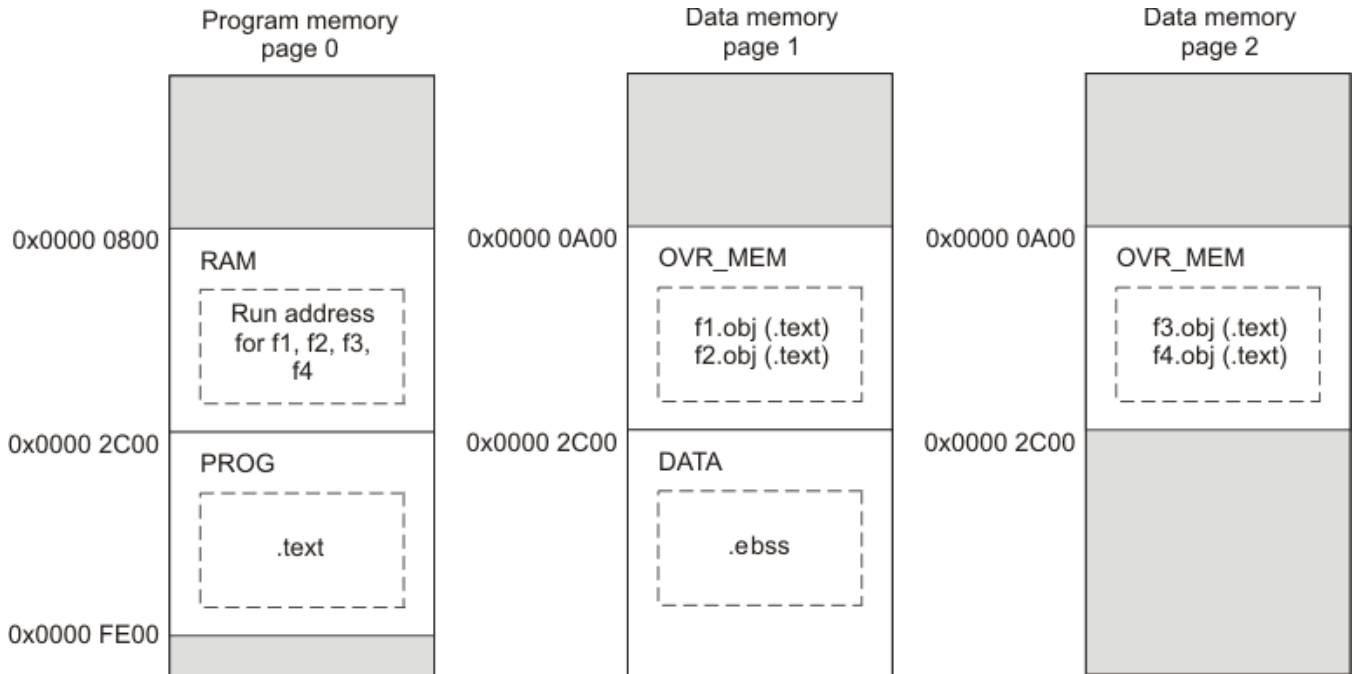 Program memory
page 0
0x0000 0800
RAM
Run address
for f1, f2, f3,
f4
0x0000 2C00
PROG
.text
0x0000 FE00
Data memory
page 1
0x0000 0A00
OVR_MEM
f1.obj (.text)
f2.obj (.text)
0x0000 2C00
DATA
.ebss
Data memory
page 2
0x0000 0A00
OVR_MEM
f3.obj (.text)
f4.obj (.text)
0x0000 2C00